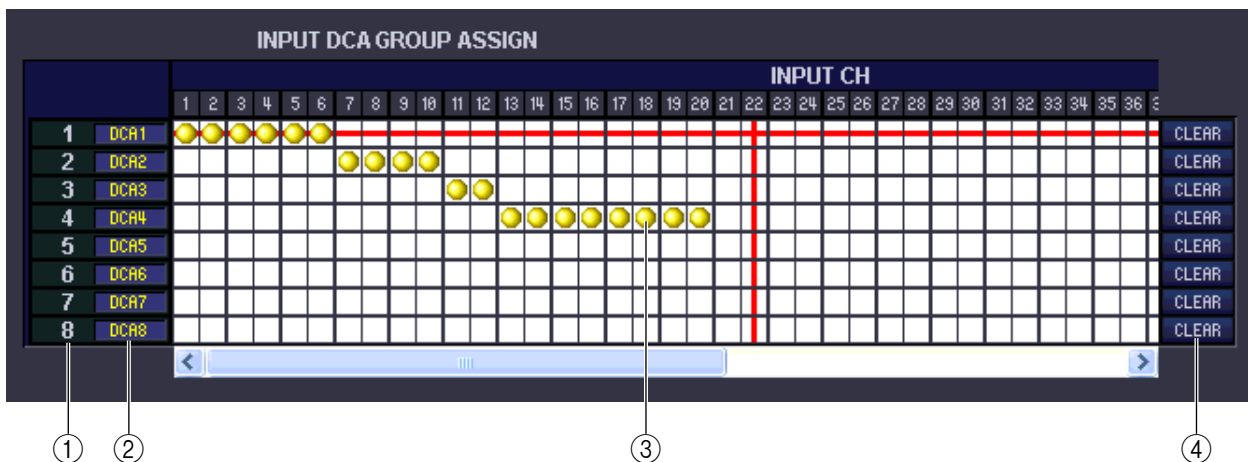 INPUT DCA GROUP ASSIGN
INPUT CH
1 2 3 4 5 6 7 8 9 10 11 12 13 14 15 16 17 18 19 20 21 22 23 24 25 26 27 28 29 30 31 32 33 34 35 36
1 DCA1 CLEAR
2 DCA2 CLEAR
3 DCA3 CLEAR
4 DCA4 CLEAR
5 DCA5 CLEAR
6 DCA6 CLEAR
7 DCA7 CLEAR
8 DCA8 CLEAR
① ② ③ ④